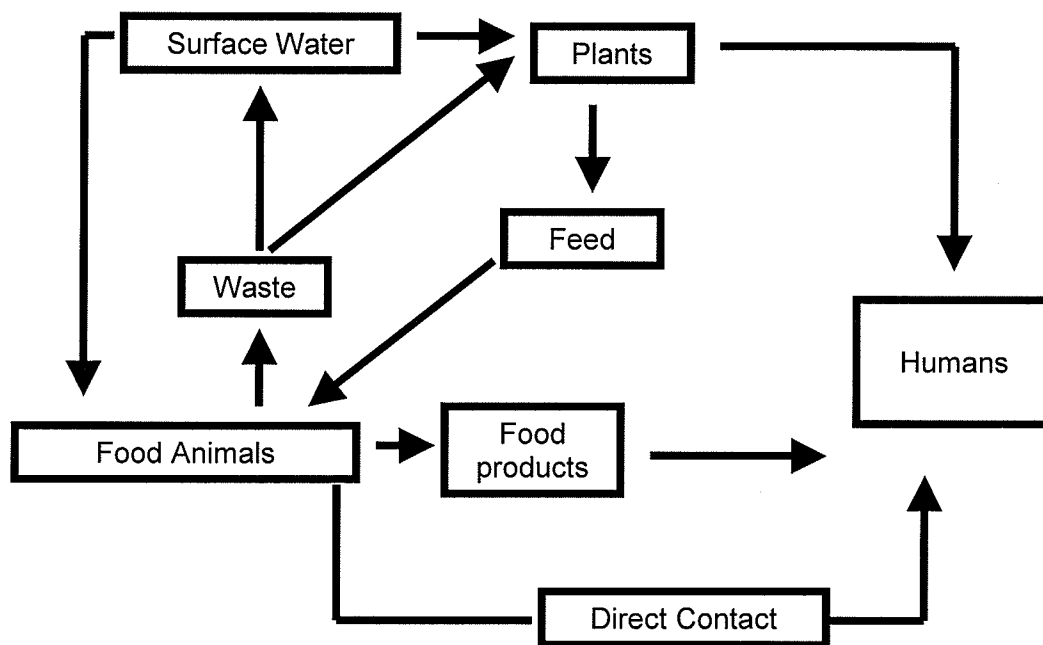 Surface Water
Plants
Feed
Waste
Humans
Food Animals
Food
products
Direct Contact